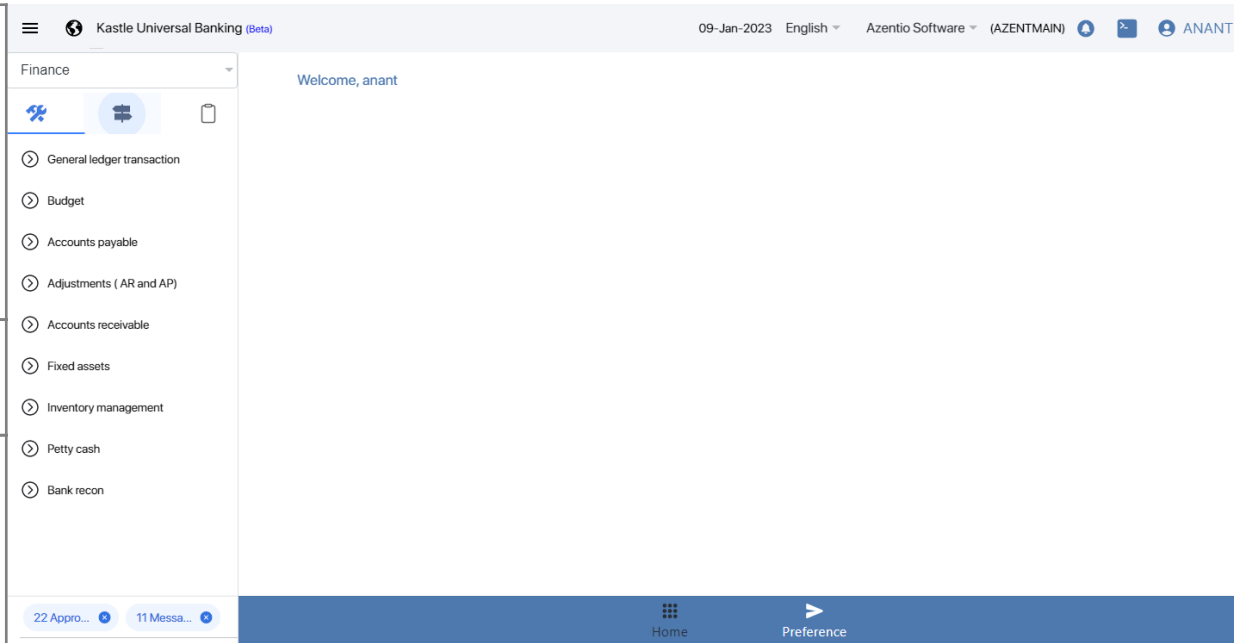 Kastle Universal Banking (Beta) 09-Jan-2023 English Azentio Software (AZENTMAIN) ANANT
Finance
Welcome, anant
General ledger transaction
Budget
Accounts payable
Adjustments ( AR and AP)
Accounts receivable
Fixed assets
Inventory management
Petty cash
Bank recon
22 Appro... 11 Messa...
Home Preference